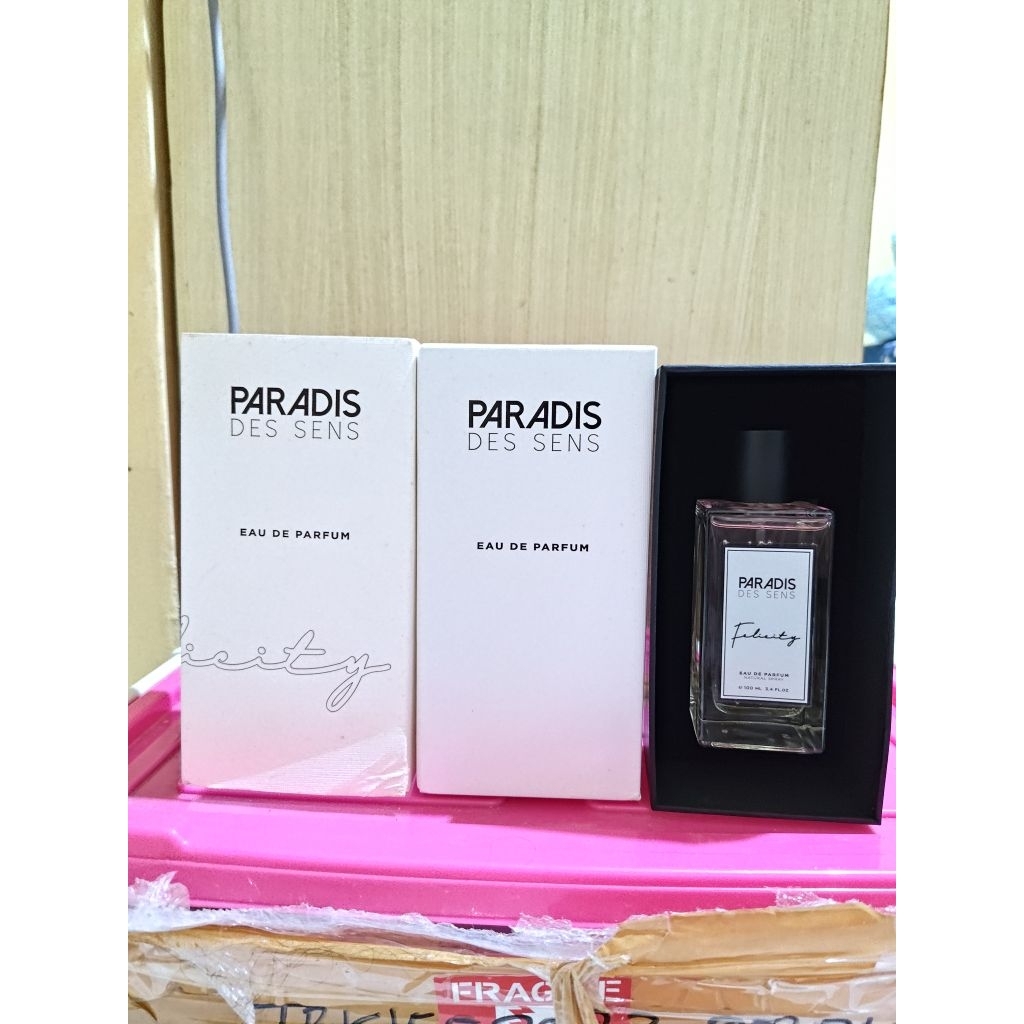 PARADIS
DES SENS
EAU DE PARFUM
licity
PARADIS
DES SENS
EAU DE PARFUM
PARADIS
DES SENS
Felicity
EAU DE PARFUM
NATURAL SPRAY
e 100 ML 3.4 FL.OZ
FRAGILE